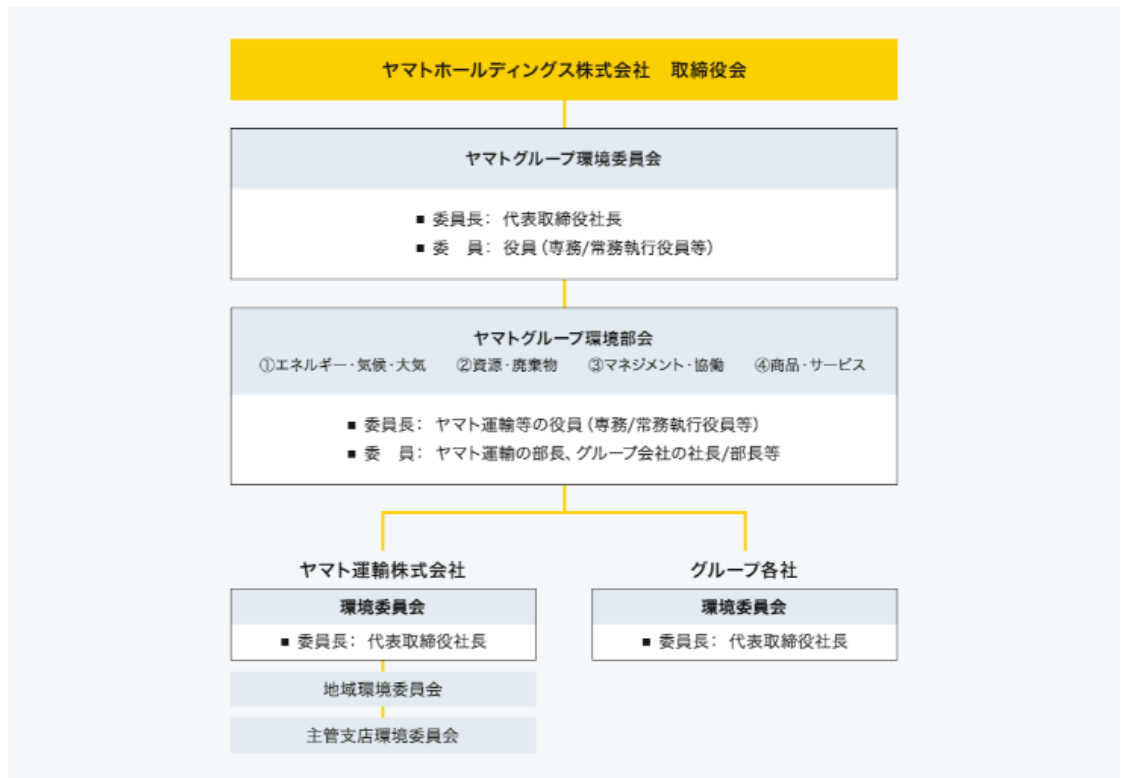 ヤマトホールディングス株式会社　取締役会
ヤマトグループ環境委員会
■ 委員長： 代表取締役社長
■ 委　員： 役員（専務/常務執行役員等）
ヤマトグループ環境部会
①エネルギー・気候・大気　②資源・廃棄物　③マネジメント・協働　④商品・サービス
■ 委員長： ヤマト運輸等の役員（専務/常務執行役員等）
■ 委　員： ヤマト運輸の部長、グループ会社の社長/部長等
ヤマト運輸株式会社
環境委員会
■ 委員長： 代表取締役社長
地域環境委員会
主管支店環境委員会
グループ各社
環境委員会
■ 委員長： 代表取締役社長